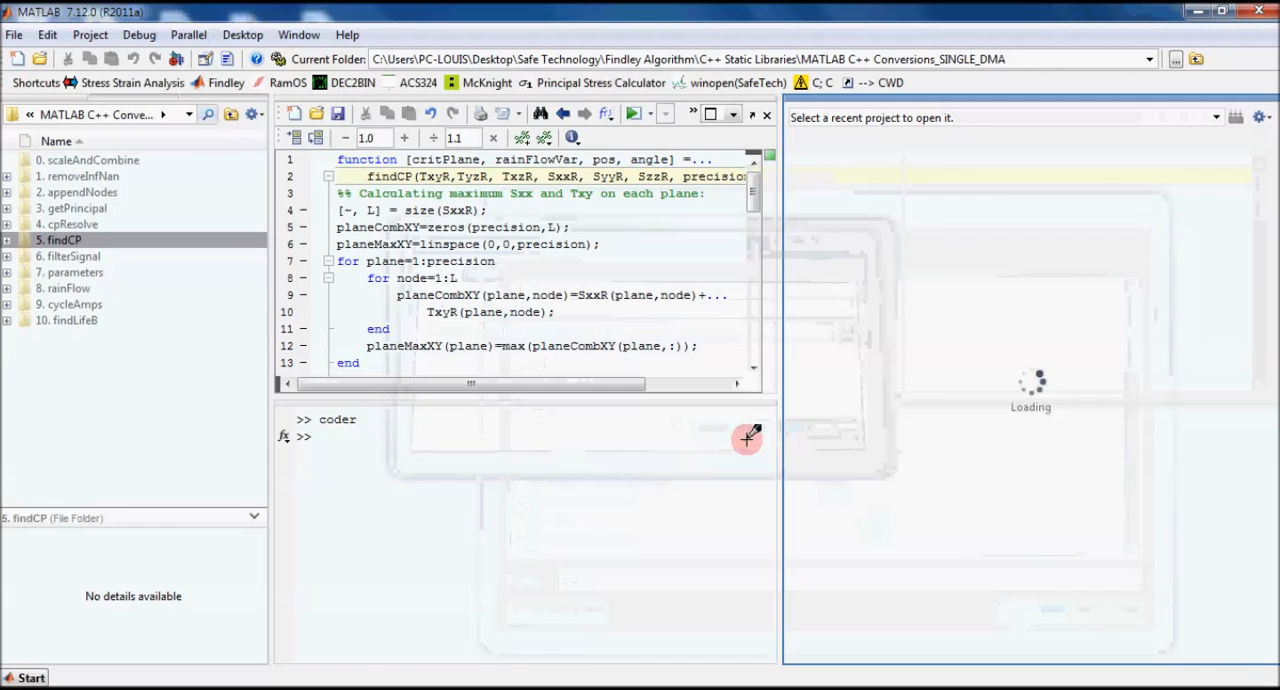 MATLAB 7.12.0 (R2011a)
File Edit Project Debug Parallel Desktop Window Help
Current Folder: C:\Users\PC-LOUIS\Desktop\Safe Technology\Findley Algorithm\C++ Static Libraries\MATLAB C++ Conversions_SINGLE_DMA
Shortcuts Stress Strain Analysis Findley RamOS DEC2BIN ACS324 McKnight σ1 Principal Stress Calculator winopen(SafeTech) C; C --> CWD
« MATLAB C++ Conve...
Name
0. scaleAndCombine
1. removeInfNan
2. appendNodes
3. getPrincipal
4. cpResolve
5. findCP
6. filterSignal
7. parameters
8. rainFlow
9. cycleAmps
10. findLifeB
5. findCP (File Folder)
No details available
− 1.0 + ÷ 1.1 ×
1 function [critPlane, rainFlowVar, pos, angle] =...
2 findCP(TxyR,TyzR, TxzR, SxxR, SyyR, SzzR, precision
3 %% Calculating maximum Sxx and Txy on each plane:
4 − [~, L] = size(SxxR);
5 − planeCombXY=zeros(precision,L);
6 − planeMaxXY=linspace(0,0,precision);
7 − for plane=1:precision
8 − for node=1:L
9 − planeCombXY(plane,node)=SxxR(plane,node)+...
10 TxyR(plane,node);
11 − end
12 − planeMaxXY(plane)=max(planeCombXY(plane,:));
13 − end
>> coder
fx >>
Select a recent project to open it.
Loading
Start